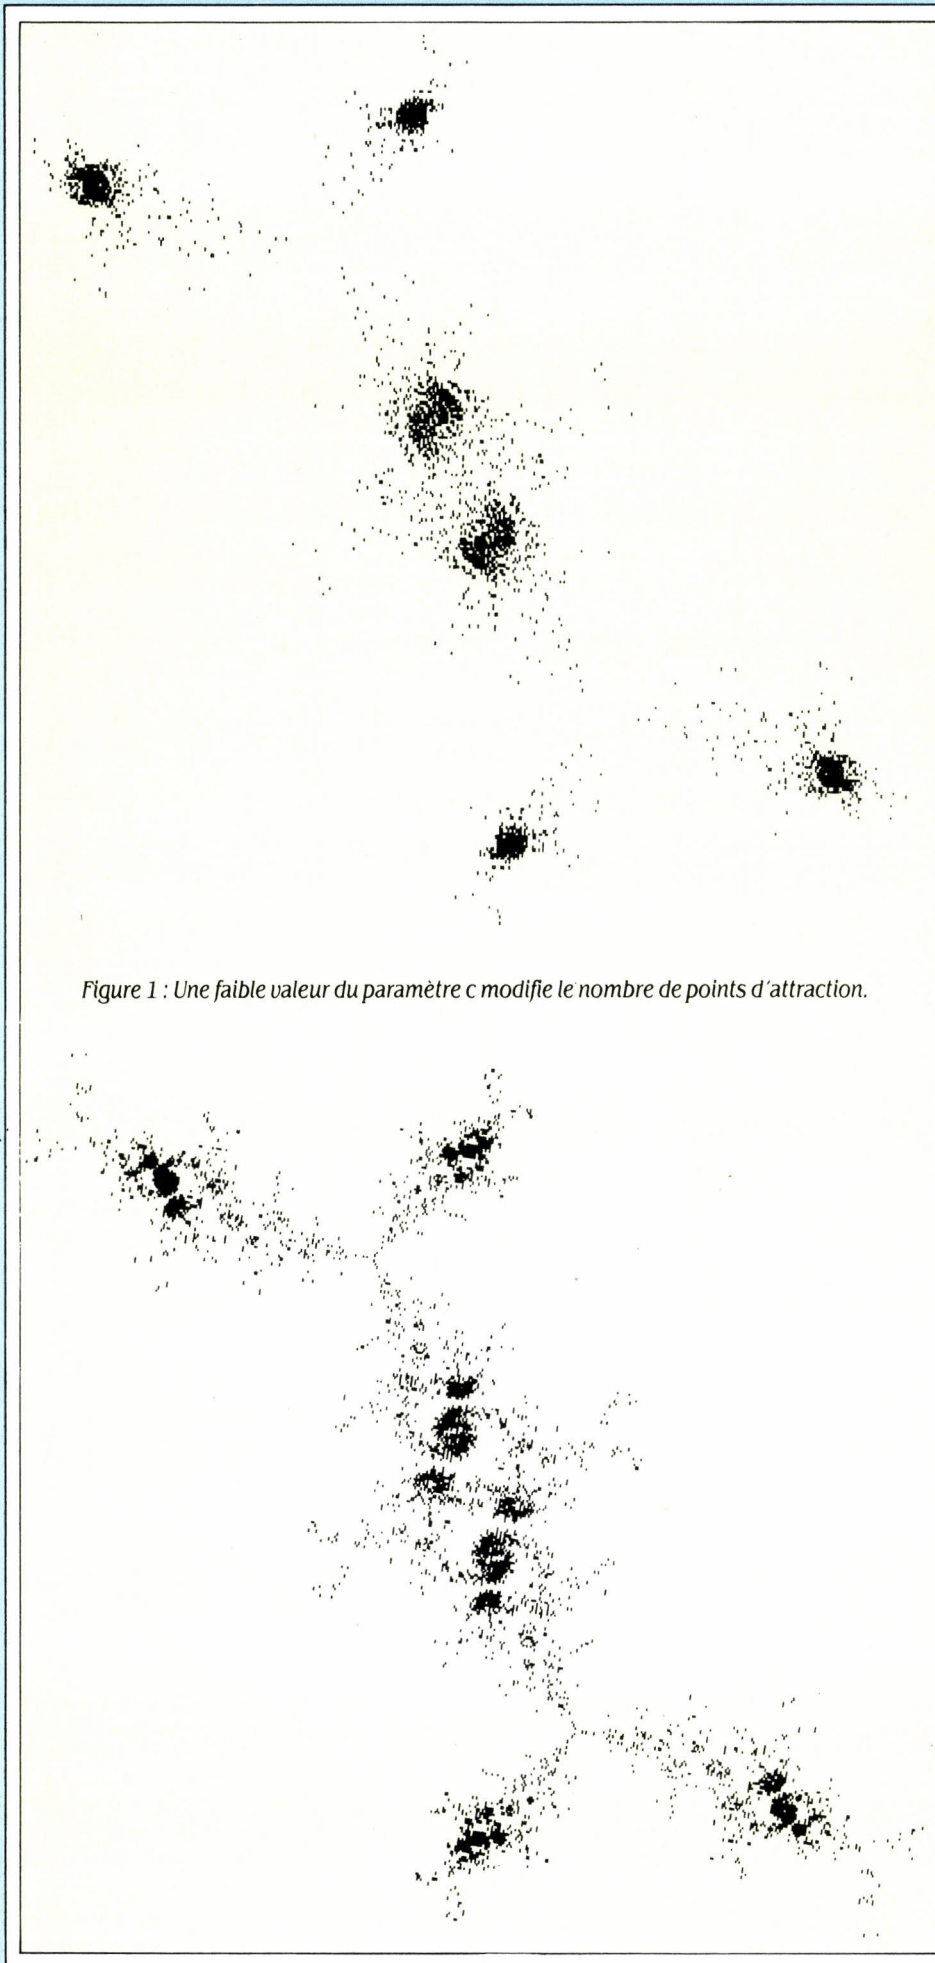 Figure 1 : Une faible valeur du paramètre c modifie le nombre de points d'attraction.